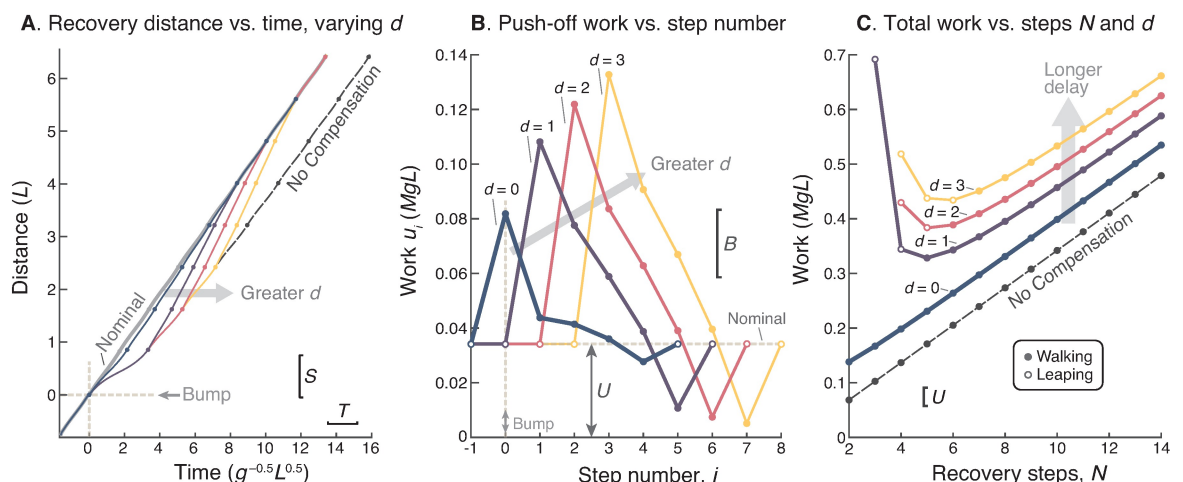 A. Recovery distance vs. time, varying d
6
5
4
3
2
1
0
Distance (L)
No Compensation
Nominal
Greater d
Bump
S
T
0
2
4
6
8
10
12
14
16
Time (g^-0.5 L^0.5)
B. Push-off work vs. step number
0.14
0.12
0.10
0.08
0.06
0.04
0.02
0
Work u_i (MgL)
d = 0
d = 1
d = 2
d = 3
Greater d
B
Nominal
U
Bump
-1
0
1
2
3
4
5
6
7
8
Step number, i
C. Total work vs. steps N and d
0.7
0.6
0.5
0.4
0.3
0.2
0.1
0
Work (MgL)
Longer
delay
d = 3
d = 2
d = 1
d = 0
No Compensation
Walking
Leaping
U
2
4
6
8
10
12
14
Recovery steps, N